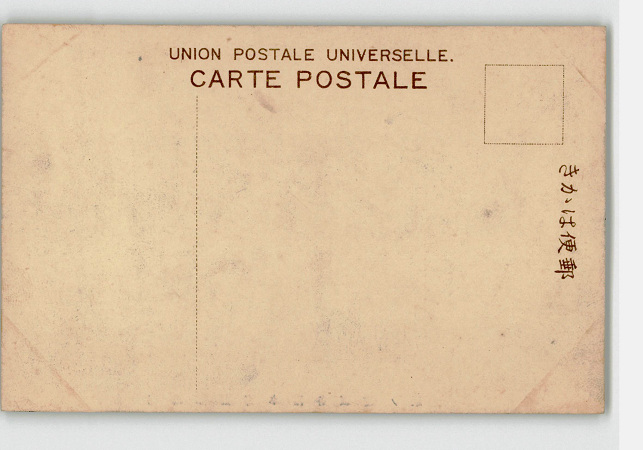 UNION POSTALE UNIVERSELLE.
CARTE POSTALE
郵便はかき